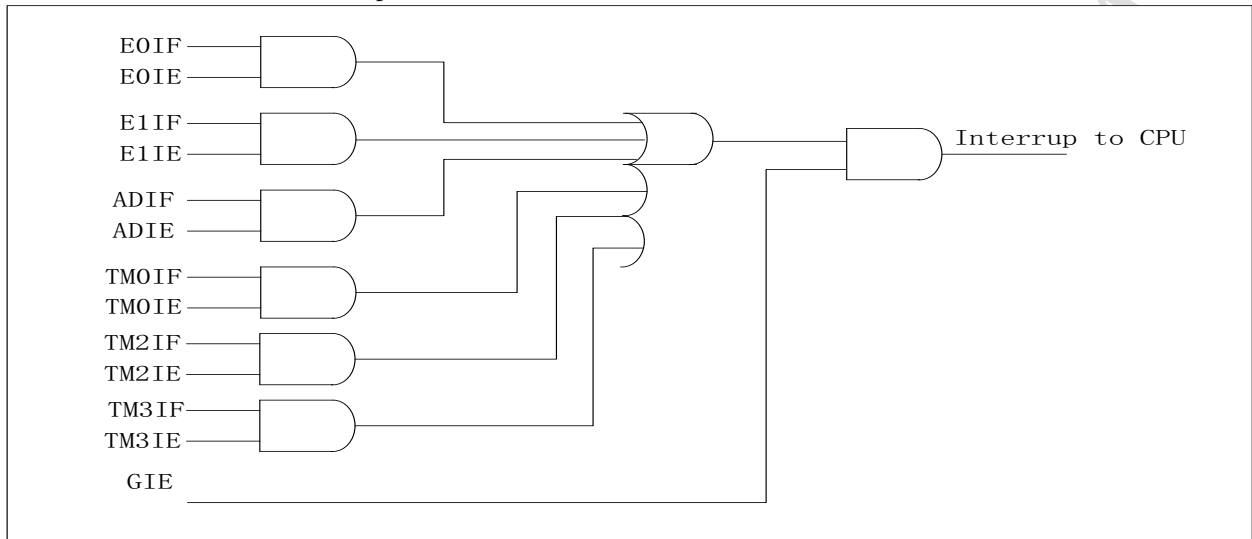 E0IF
E0IE
E1IF
E1IE
ADIF
ADIE
TM0IF
TM0IE
TM2IF
TM2IE
TM3IF
TM3IE
GIE
Interrup to CPU